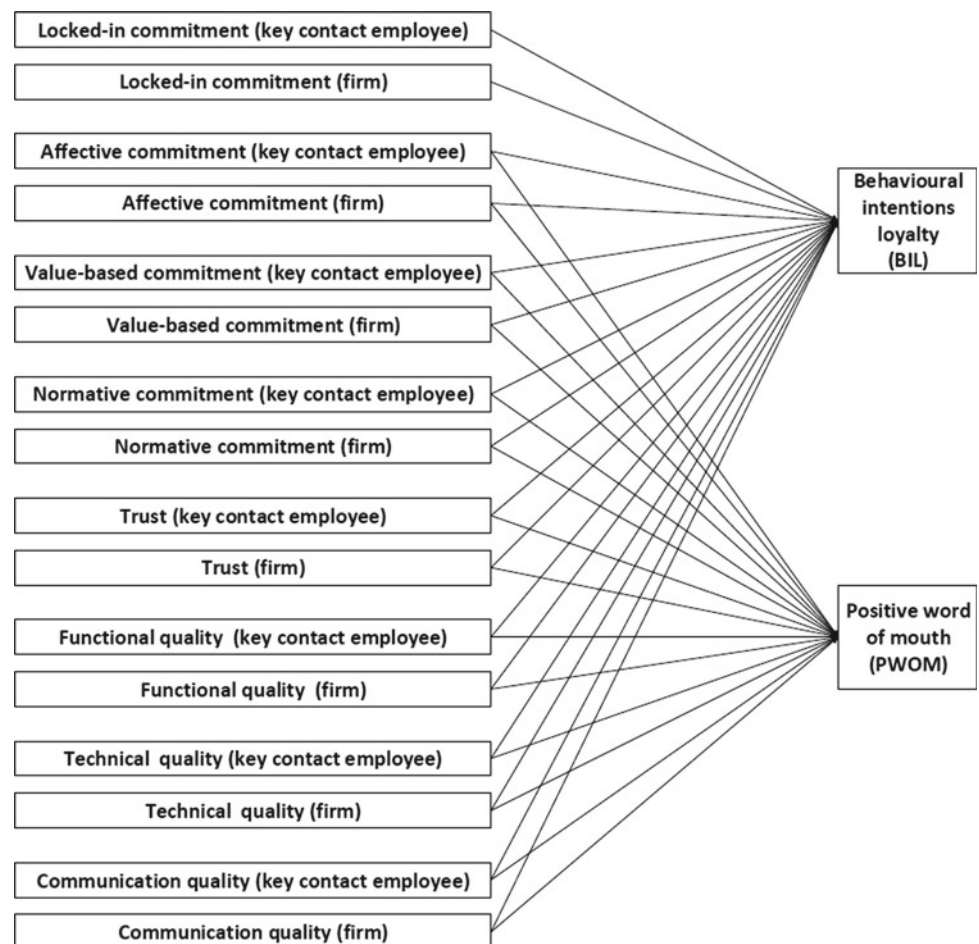 Locked-in commitment (key contact employee)
Locked-in commitment (firm)
Affective commitment (key contact employee)
Affective commitment (firm)
Value-based commitment (key contact employee)
Value-based commitment (firm)
Normative commitment (key contact employee)
Normative commitment (firm)
Trust (key contact employee)
Trust (firm)
Functional quality (key contact employee)
Functional quality (firm)
Technical quality (key contact employee)
Technical quality (firm)
Communication quality (key contact employee)
Communication quality (firm)
Behavioural
intentions
loyalty
(BIL)
Positive word
of mouth
(PWOM)